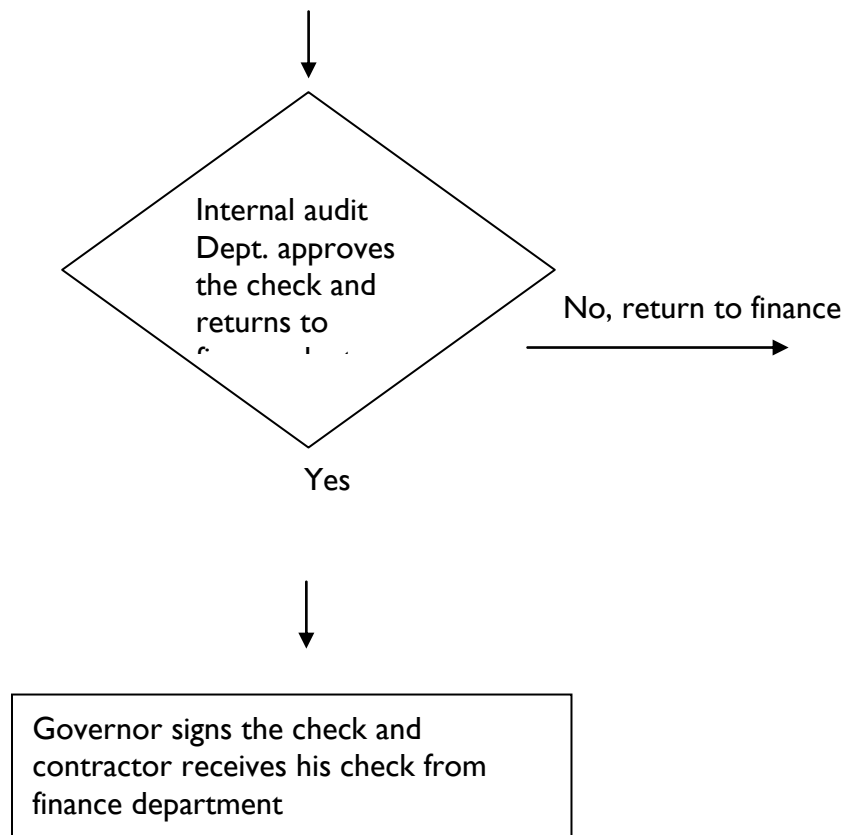 Internal audit
Dept. approves
the check and
returns to
No, return to finance
Yes
Governor signs the check and
contractor receives his check from
finance department